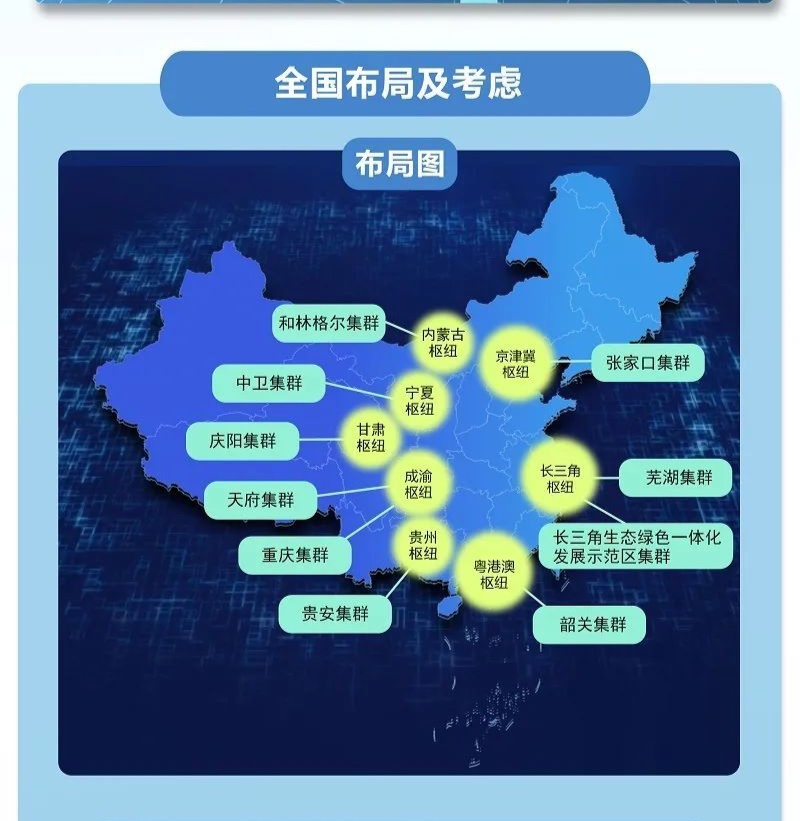 全国布局及考虑
布局图
和林格尔集群
内蒙古
枢纽
京津冀
枢纽
张家口集群
中卫集群
宁夏
枢纽
庆阳集群
甘肃
枢纽
天府集群
成渝
枢纽
长三角
枢纽
芜湖集群
重庆集群
贵州
枢纽
长三角生态绿色一体化
发展示范区集群
粤港澳
枢纽
贵安集群
韶关集群